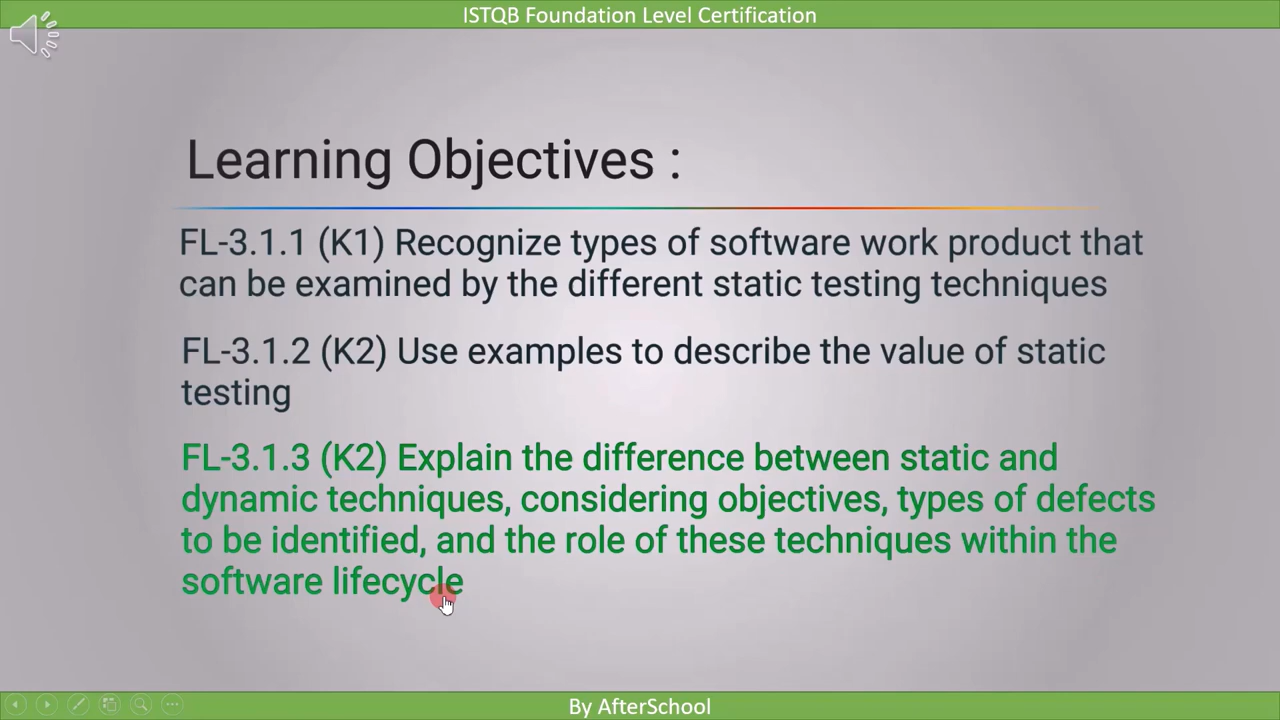 ISTQB Foundation Level Certification
Learning Objectives :
FL-3.1.1 (K1) Recognize types of software work product that
can be examined by the different static testing techniques
FL-3.1.2 (K2) Use examples to describe the value of static
testing
FL-3.1.3 (K2) Explain the difference between static and
dynamic techniques, considering objectives, types of defects
to be identified, and the role of these techniques within the
software lifecycle
By AfterSchool